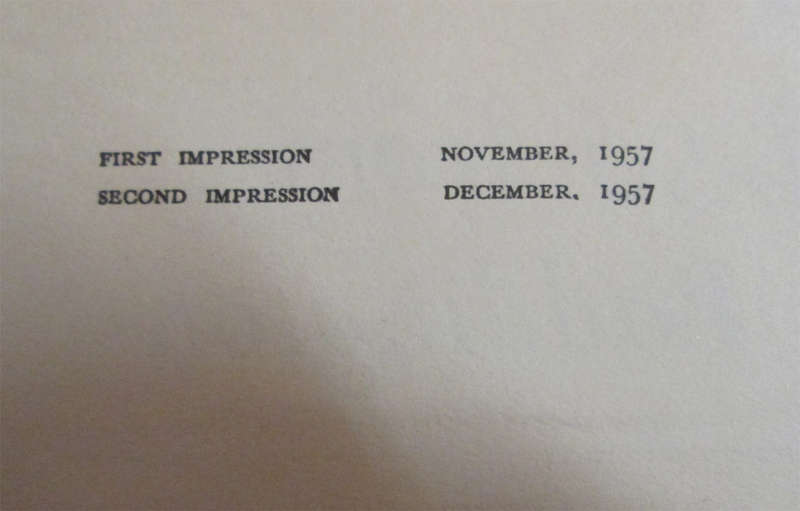 FIRST IMPRESSION NOVEMBER, 1957
SECOND IMPRESSION DECEMBER. 1957